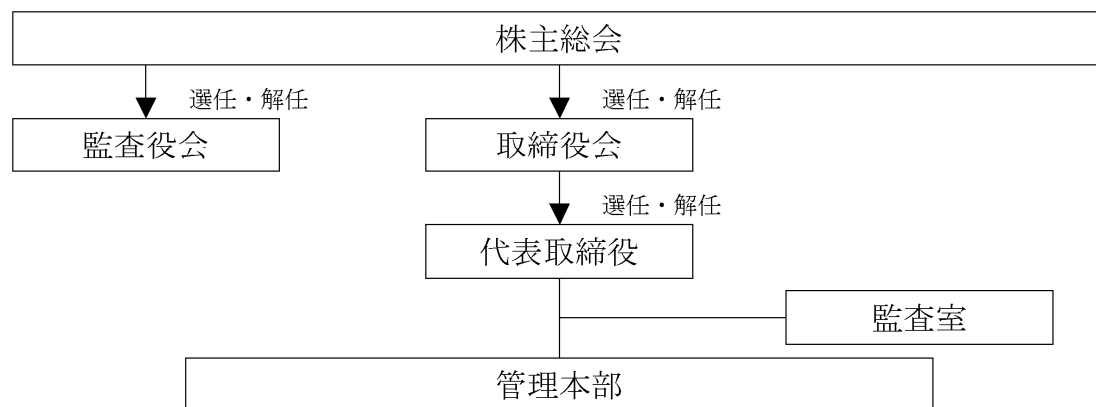 株主総会
選任・解任
選任・解任
監査役会
取締役会
選任・解任
代表取締役
監査室
管理本部